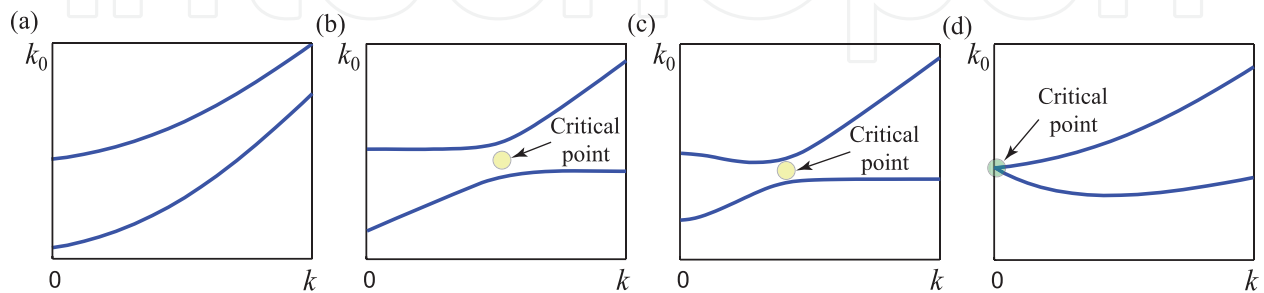 (a)
(b)
(c)
(d)
k0
k0
k0
k0
Critical
point
Critical
point
Critical
point
0
k
0
k
0
k
0
k